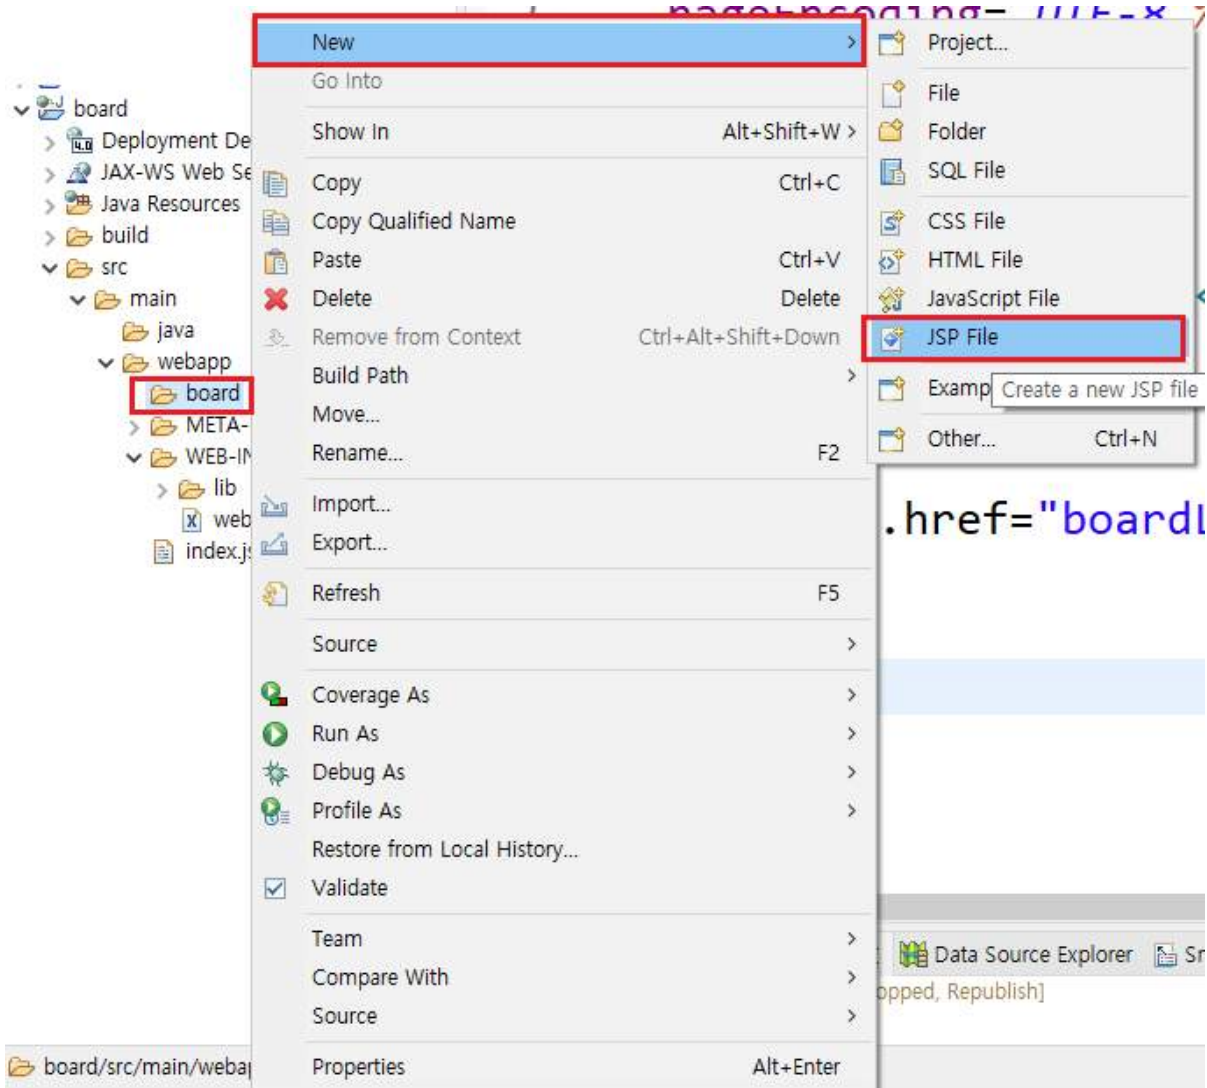 pageEncoding="UTF-8"
board
Deployment De
JAX-WS Web Se
Java Resources
build
src
main
java
webapp
board
META-
WEB-IN
lib
web
index.js
board/src/main/webap
New
Go Into
Show In Alt+Shift+W >
Copy Ctrl+C
Copy Qualified Name
Paste Ctrl+V
Delete Delete
Remove from Context Ctrl+Alt+Shift+Down
Build Path
Move...
Rename... F2
Import...
Export...
Refresh F5
Source
Coverage As
Run As
Debug As
Profile As
Restore from Local History...
Validate
Team
Compare With
Source
Properties Alt+Enter
Project...
File
Folder
SQL File
CSS File
HTML File
JavaScript File
JSP File
Examp
Create a new JSP file
Other... Ctrl+N
.href="boardL
Data Source Explorer Sn
opped, Republish]